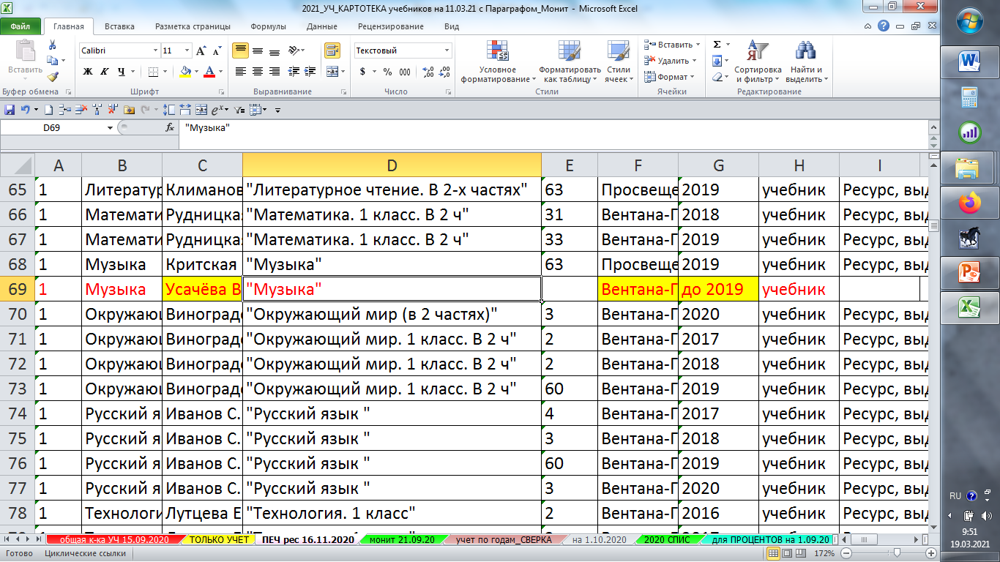 2021_УЧ_КАРТОТЕКА учебников на 11.03.21 с Параграфом_Монит - Microsoft Excel
Файл Главная Вставка Разметка страницы Формулы Данные Рецензирование Вид
Вставить
Calibri 11
Ж К Ч
Текстовый
$ % 000
Условное форматирование
Форматировать как таблицу
Стили ячеек
Вставить
Удалить
Формат
Σ
Сортировка и фильтр
Найти и выделить
Буфер обмена Шрифт Выравнивание Число Стили Ячейки Редактирование
D69 fx "Музыка"
A B C D E F G H I
65 1 Литератур Климанов "Литературное чтение. В 2-х частях" 63 Просвеще 2019 учебник Ресурс, выд
66 1 Математи Рудницкая "Математика. 1 класс. В 2 ч" 31 Вентана-Г 2018 учебник Ресурс, выд
67 1 Математи Рудницкая "Математика. 1 класс. В 2 ч" 33 Вентана-Г 2019 учебник Ресурс, выд
68 1 Музыка Критская "Музыка" 63 Просвеще 2019 учебник Ресурс, выд
69 1 Музыка Усачёва В "Музыка" Вентана-Г до 2019 учебник
70 1 Окружаю Виноградо "Окружающий мир (в 2 частях)" 3 Вентана-Г 2020 учебник Ресурс, выд
71 1 Окружаю Виноградо "Окружающий мир. 1 класс. В 2 ч" 2 Вентана-Г 2017 учебник Ресурс, выд
72 1 Окружаю Виноградо "Окружающий мир. 1 класс. В 2 ч" 2 Вентана-Г 2018 учебник Ресурс, выд
73 1 Окружаю Виноградо "Окружающий мир. 1 класс. В 2 ч" 60 Вентана-Г 2019 учебник Ресурс, выд
74 1 Русский я Иванов С. "Русский язык " 4 Вентана-Г 2017 учебник Ресурс, выд
75 1 Русский я Иванов С. "Русский язык " 3 Вентана-Г 2018 учебник Ресурс, выд
76 1 Русский я Иванов С. "Русский язык " 60 Вентана-Г 2019 учебник Ресурс, выд
77 1 Русский я Иванов С. "Русский язык " 3 Вентана-Г 2020 учебник Ресурс, выд
78 1 Технологи Лутцева Е "Технология. 1 класс" 2 Вентана-Г 2016 учебник Ресурс, выд
общая к-ка УЧ 15.09.2020 ТОЛЬКО УЧЕТ ПЕЧ рес 16.11.2020 монит 21.09.20 учет по годам_СВЕРКА на 1.10.2020 2020 СПИС для ПРОЦЕНТОВ на 1.09.20
Готово Циклические ссылки 172%
RU
9:51
19.03.2021